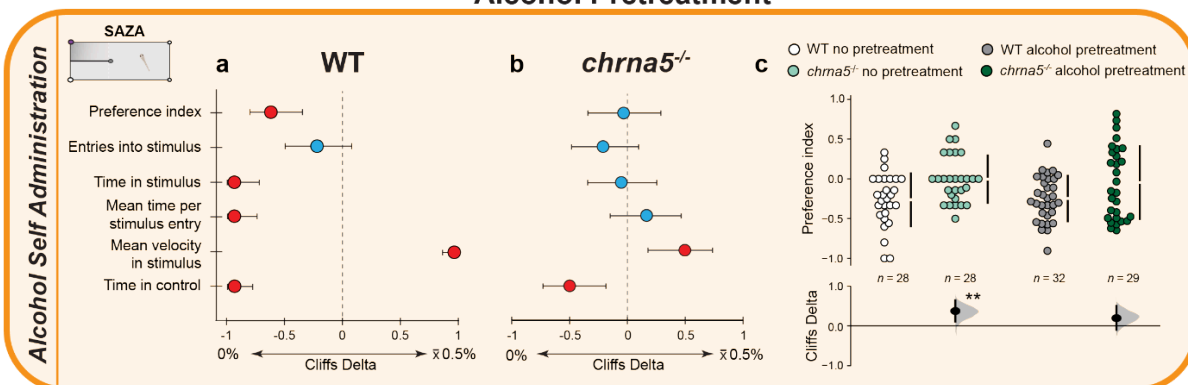 Alcohol Pretreatment
Alcohol Self Administration
SAZA
a
WT
b
chrna5-/-
c
WT no pretreatment
WT alcohol pretreatment
chrna5-/- no pretreatment
chrna5-/- alcohol pretreatment
Preference index
Entries into stimulus
Time in stimulus
Mean time per
stimulus entry
Mean velocity
in stimulus
Time in control
-1
-0.5
0
0.5
1
0%
Cliffs Delta
x̄ 0.5%
-1
-0.5
0
0.5
1
0%
Cliffs Delta
x̄ 0.5%
Preference index
1.0
0.5
0.0
−0.5
−1.0
n = 28
n = 28
n = 32
n = 29
Cliffs Delta
1.0
0.0
−1.0
**